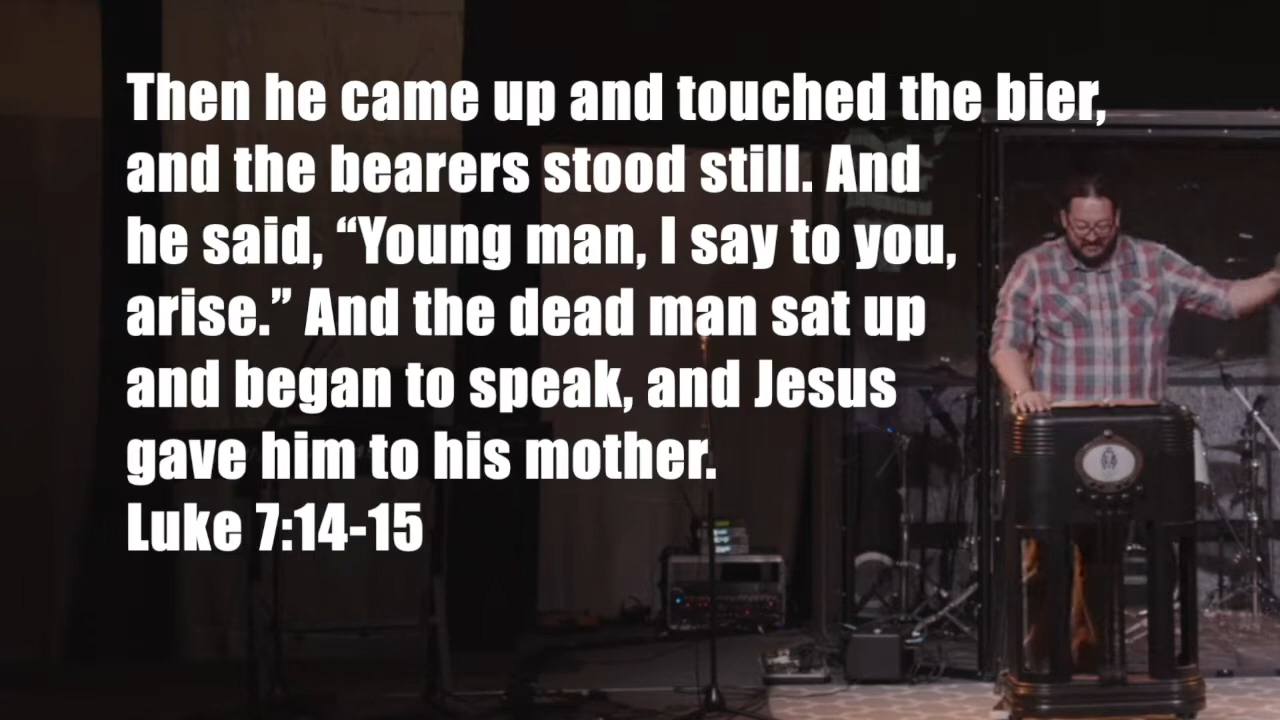 Then he came up and touched the bier,
and the bearers stood still. And
he said, “Young man, I say to you,
arise.” And the dead man sat up
and began to speak, and Jesus
gave him to his mother.
Luke 7:14-15